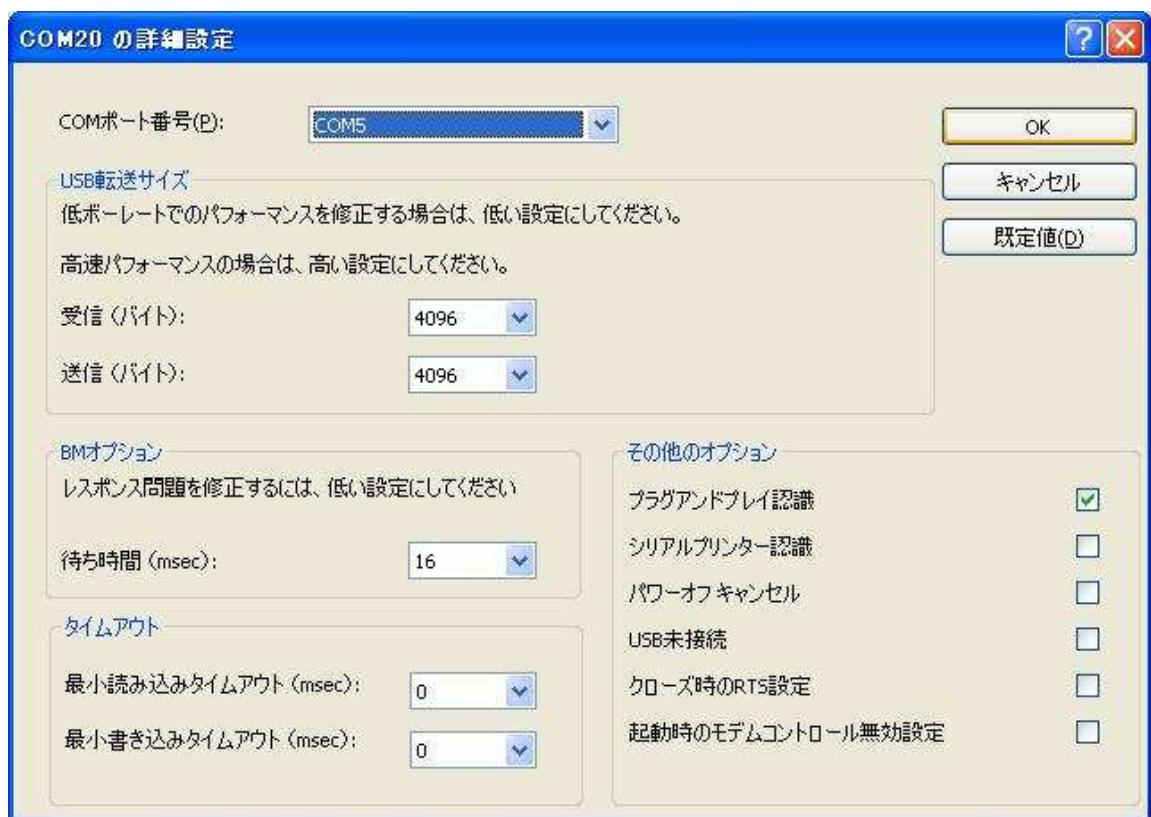 COM20 の詳細設定
COMポート番号(P):
COM5
OK
キャンセル
既定値(D)
USB転送サイズ
低ボーレートでのパフォーマンスを修正する場合は、低い設定にしてください。
高速パフォーマンスの場合は、高い設定にしてください。
受信 (バイト):
4096
送信 (バイト):
4096
BMオプション
レスポンス問題を修正するには、低い設定にしてください
待ち時間 (msec):
16
タイムアウト
最小読み込みタイムアウト (msec):
0
最小書き込みタイムアウト (msec):
0
その他のオプション
プラグアンドプレイ認識
シリアルプリンター認識
パワーオフ キャンセル
USB未接続
クローズ時のRTS設定
起動時のモデムコントロール無効設定